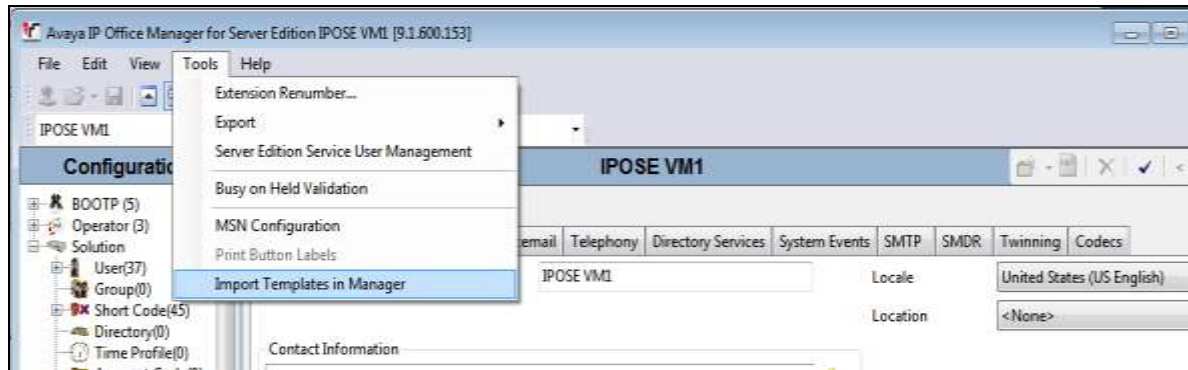 Avaya IP Office Manager for Server Edition IPOSE VM1 [9.1.600.153]
File Edit View Tools Help
Extension Renumber...
IPOSE VM1
Export
Server Edition Service User Management
Configuratio
IPOSE VM1
Busy on Held Validation
BOOTP (5)
Operator (3)
MSN Configuration
Solution
email Telephony Directory Services System Events SMTP SMDR Twinning Codecs
Print Button Labels
User(37)
Import Templates in Manager
IPOSE VM1
Locale
United States (US English)
Group(0)
Short Code(45)
Location
<None>
Directory(0)
Time Profile(0)
Contact Information